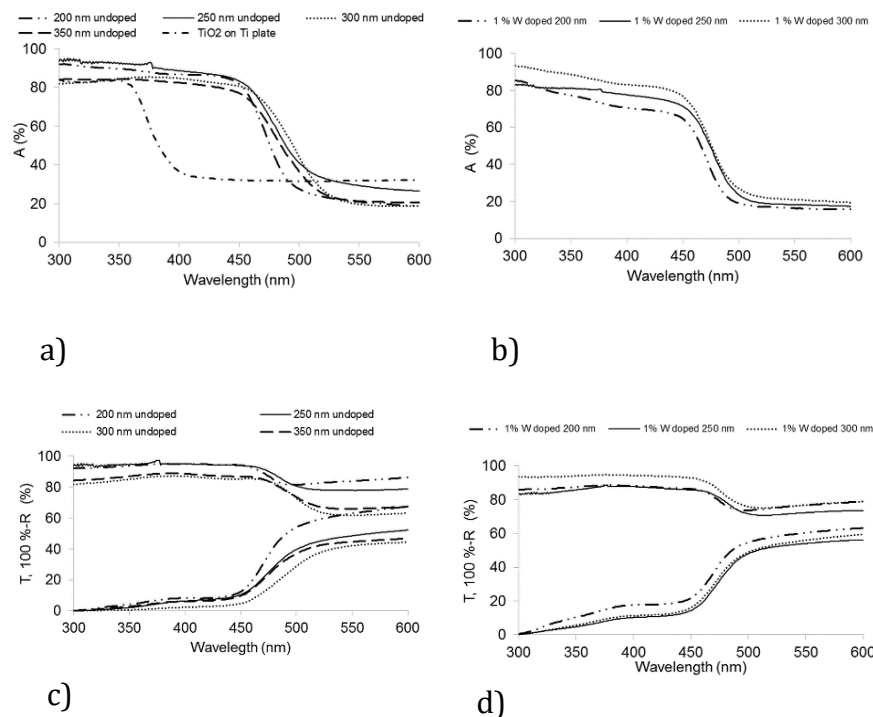 200 nm undoped 250 nm undoped 300 nm undoped
350 nm undoped TiO2 on Ti plate
100
80
60
40
20
0
A (%)
300 350 400 450 500 550 600
Wavelength (nm)
a)
1 % W doped 200 nm 1 % W doped 250 nm 1 % W doped 300 nm
100
80
60
40
20
0
A (%)
300 350 400 450 500 550 600
Wavelength (nm)
b)
200 nm undoped 250 nm undoped
300 nm undoped 350 nm undoped
100
80
60
40
20
0
T, 100 %-R (%)
300 350 400 450 500 550 600
Wavelegth (nm)
c)
1% W doped 200 nm 1% W doped 250 nm 1% W doped 300 nm
100
80
60
40
20
0
T, 100 %-R (%)
300 350 400 450 500 550 600
Wavelength (nm)
d)